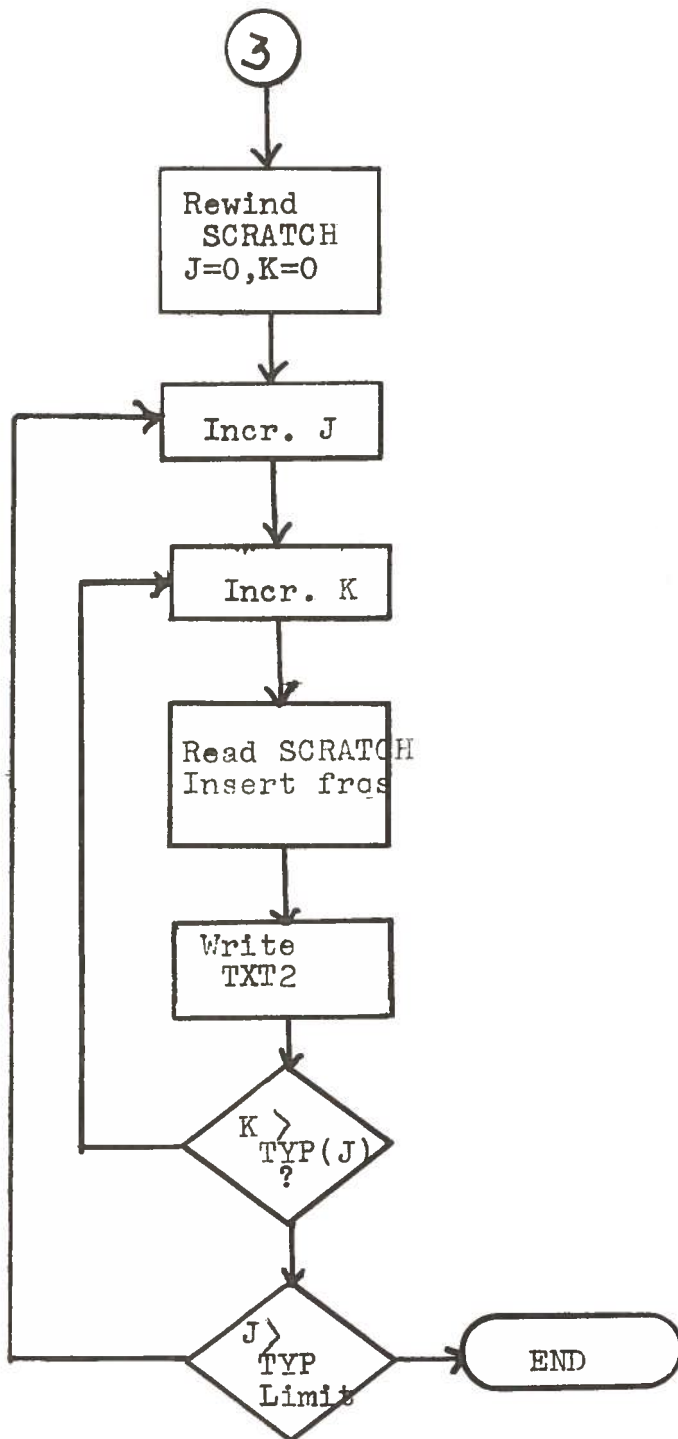 3
Rewind
SCRATCH
J=0,K=0
Incr. J
Incr. K
Read SCRATCH
Insert frqs
Write
TXT2
K >
TYP(J)
?
J>
TYP
Limit
END